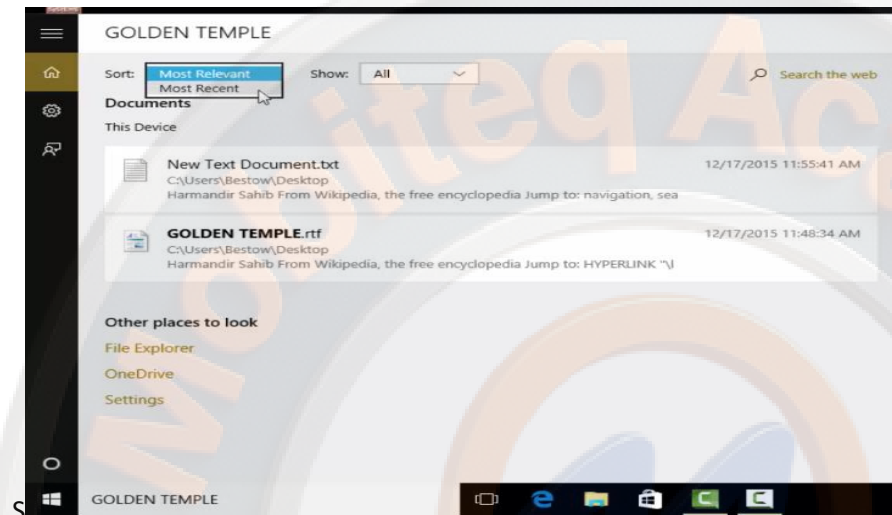 GOLDEN TEMPLE
Sort: Most Relevant Show: All Search the web
Most Recent
Documents
This Device
New Text Document.txt 12/17/2015 11:55:41 AM
C:\Users\Bestow\Desktop
Harmandir Sahib From Wikipedia, the free encyclopedia Jump to: navigation, sea
GOLDEN TEMPLE.rtf 12/17/2015 11:48:34 AM
C:\Users\Bestow\Desktop
Harmandir Sahib From Wikipedia, the free encyclopedia Jump to: HYPERLINK "\l
Other places to look
File Explorer
OneDrive
Settings
S GOLDEN TEMPLE
Mobiteq Ac